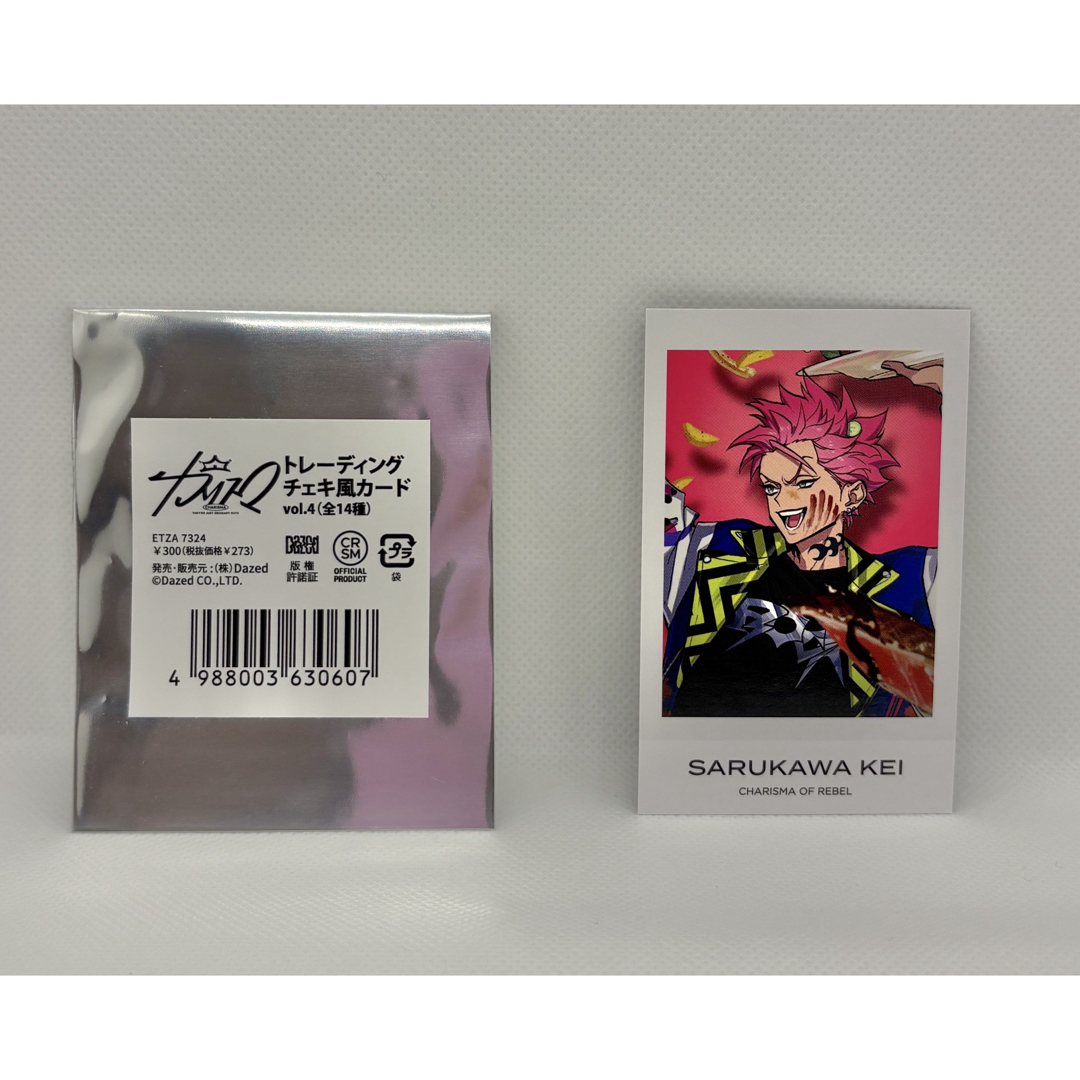 カリスマ
CHARISMA
トレーディング
チェキ風カード
vol.4(全14種)
ETZA 7324
¥300(税抜価格¥273)
発売・販売元:(株)Dazed
©Dazed CO.,LTD.
Dazed
版権
許諾証
CR
SM
OFFICIAL
PRODUCT
プラ
袋
4 988003 630607
SARUKAWA KEI
CHARISMA OF REBEL